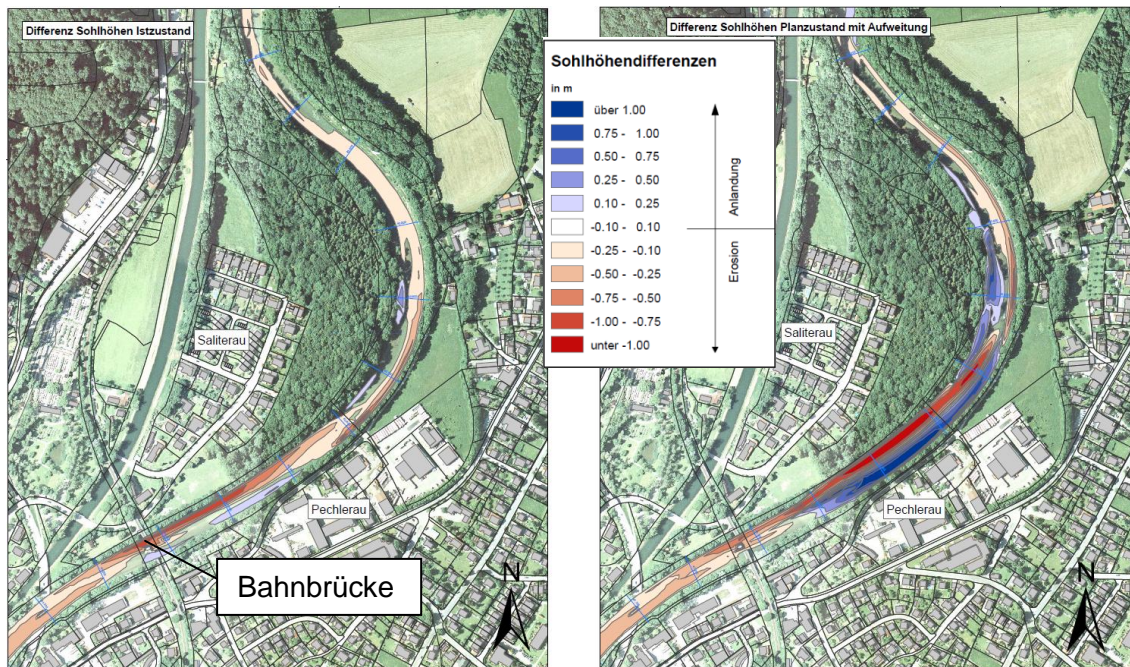 Differenz Sohlhöhen Istzustand
Saliterau
Pechlerau
Bahnbrücke
N
Differenz Sohlhöhen Planzustand mit Aufweitung
Sohlhöhendifferenzen
in m
über 1.00
0.75 - 1.00
0.50 - 0.75
0.25 - 0.50
0.10 - 0.25
-0.10 - 0.10
-0.25 - -0.10
-0.50 - -0.25
-0.75 - -0.50
-1.00 - -0.75
unter -1.00
Anlandung
Erosion
Saliterau
Pechlerau
N